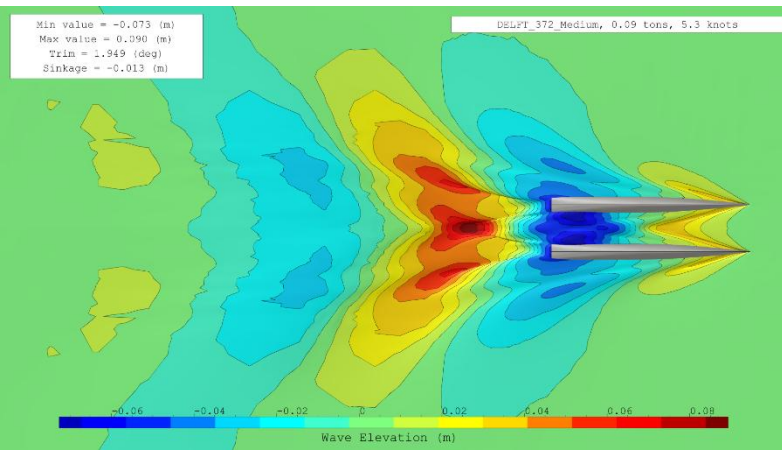 Min value = -0.073 (m)
Max value = 0.090 (m)
Trim = 1.949 (deg)
Sinkage = -0.013 (m)
DELFT_372_Medium, 0.09 tons, 5.3 knots
-0.06 -0.04 -0.02 0 0.02 0.04 0.06 0.08
Wave Elevation (m)